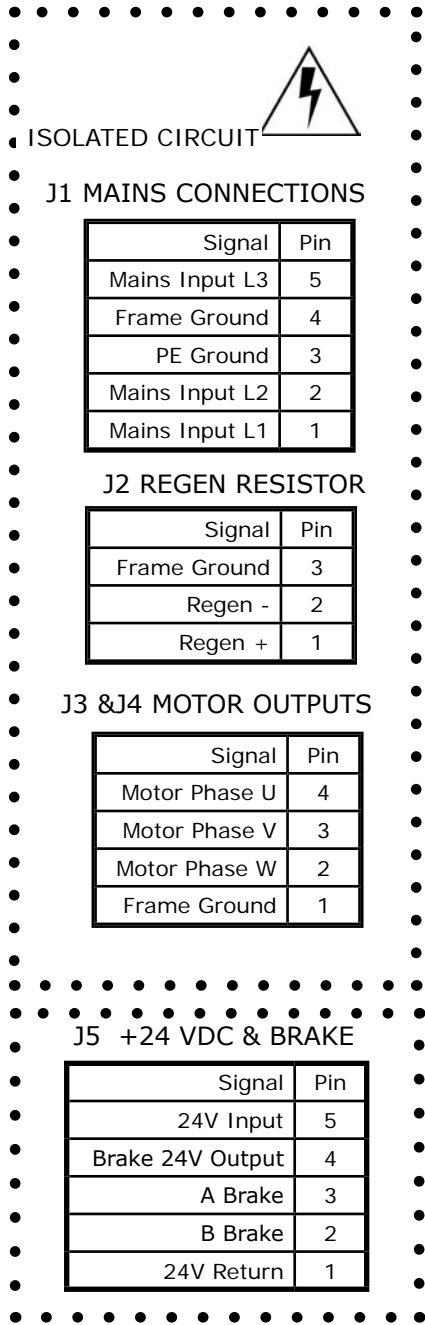 ISOLATED CIRCUIT
J1 MAINS CONNECTIONS
Signal Pin
Mains Input L3 5
Frame Ground 4
PE Ground 3
Mains Input L2 2
Mains Input L1 1
J2 REGEN RESISTOR
Signal Pin
Frame Ground 3
Regen - 2
Regen + 1
J3 &J4 MOTOR OUTPUTS
Signal Pin
Motor Phase U 4
Motor Phase V 3
Motor Phase W 2
Frame Ground 1
J5 +24 VDC & BRAKE
Signal Pin
24V Input 5
Brake 24V Output 4
A Brake 3
B Brake 2
24V Return 1